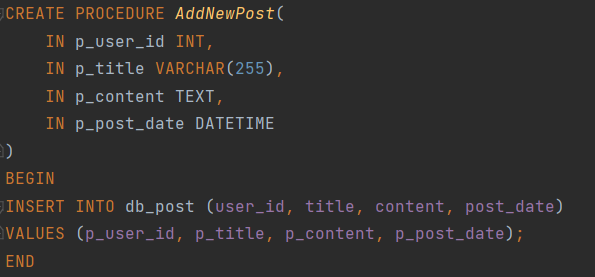 CREATE PROCEDURE AddNewPost(
    IN p_user_id INT,
    IN p_title VARCHAR(255),
    IN p_content TEXT,
    IN p_post_date DATETIME
)
BEGIN
INSERT INTO db_post (user_id, title, content, post_date)
VALUES (p_user_id, p_title, p_content, p_post_date);
END